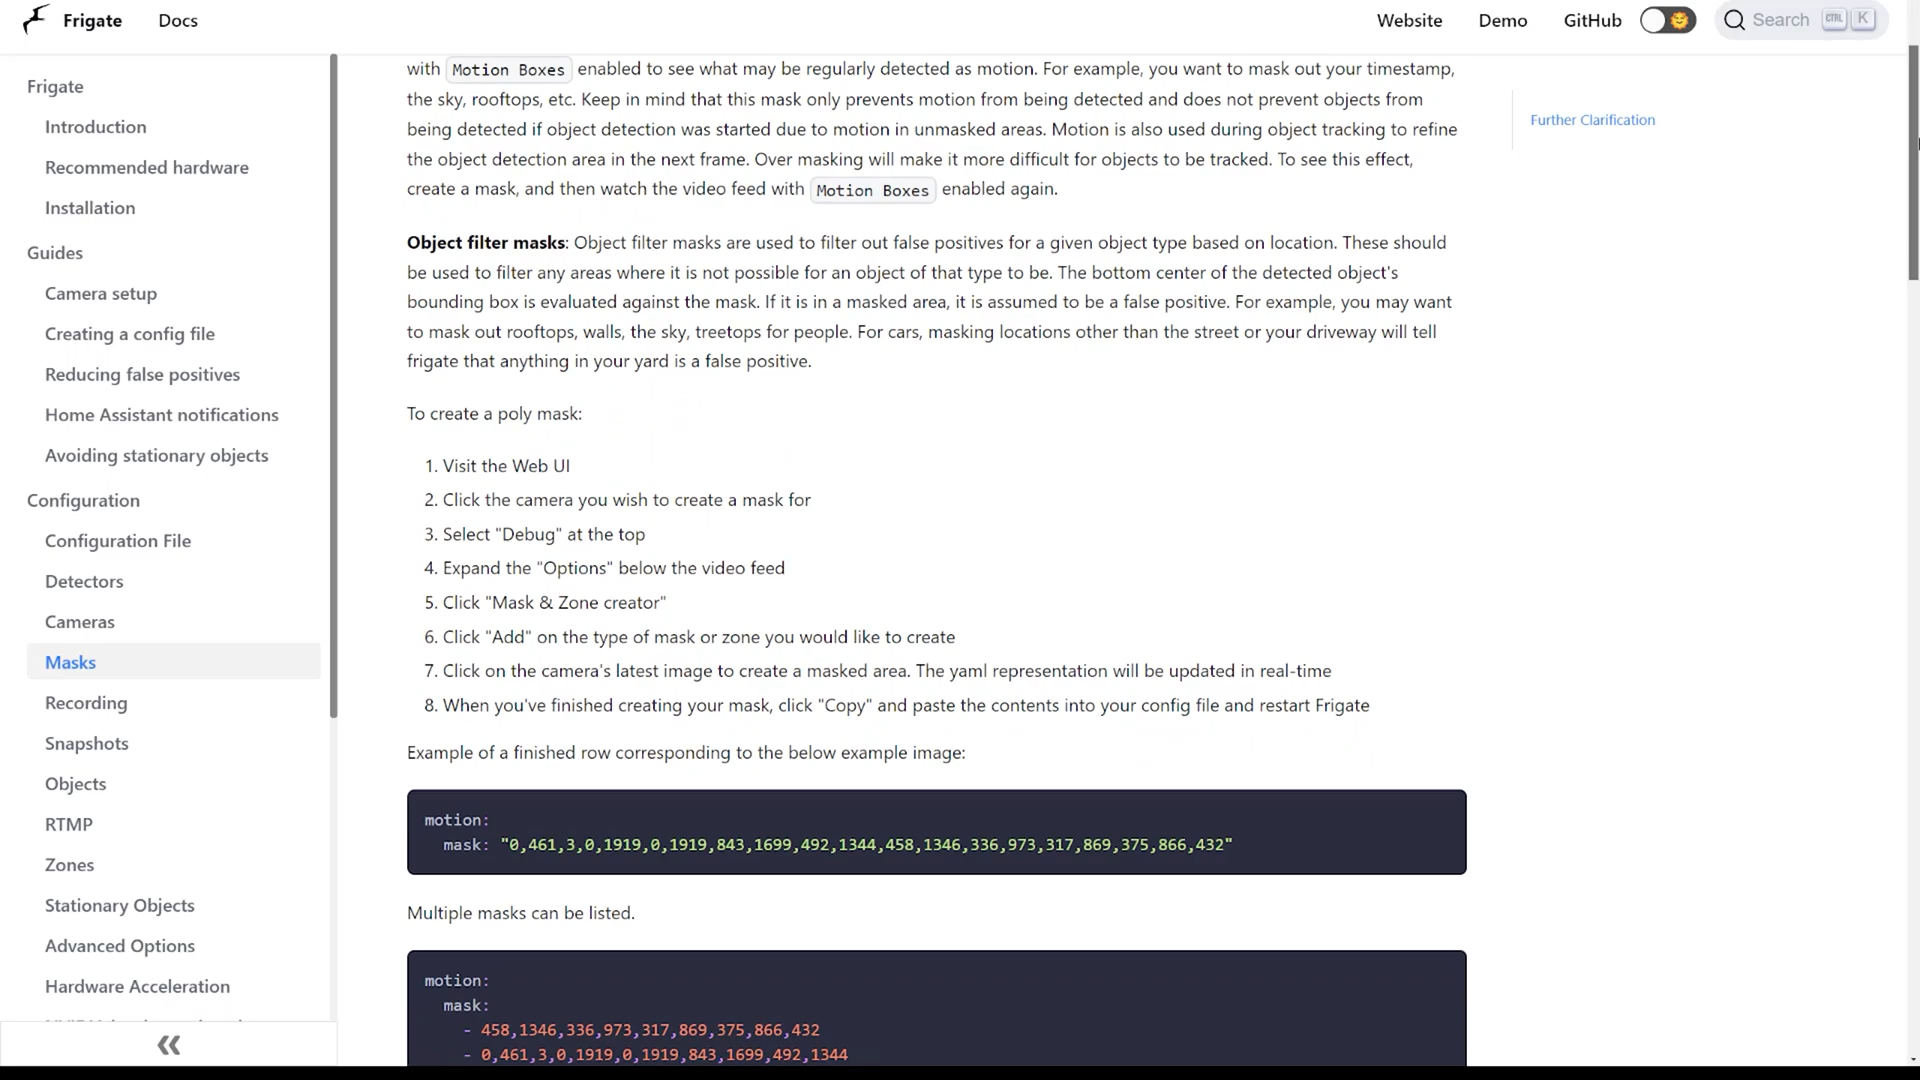 Frigate
Docs
Website
Demo
GitHub
Search CTRL K
Frigate
Introduction
Recommended hardware
Installation
Guides
Camera setup
Creating a config file
Reducing false positives
Home Assistant notifications
Avoiding stationary objects
Configuration
Configuration File
Detectors
Cameras
Masks
Recording
Snapshots
Objects
RTMP
Zones
Stationary Objects
Advanced Options
Hardware Acceleration
with Motion Boxes enabled to see what may be regularly detected as motion. For example, you want to mask out your timestamp,
the sky, rooftops, etc. Keep in mind that this mask only prevents motion from being detected and does not prevent objects from
being detected if object detection was started due to motion in unmasked areas. Motion is also used during object tracking to refine
the object detection area in the next frame. Over masking will make it more difficult for objects to be tracked. To see this effect,
create a mask, and then watch the video feed with Motion Boxes enabled again.
Object filter masks: Object filter masks are used to filter out false positives for a given object type based on location. These should
be used to filter any areas where it is not possible for an object of that type to be. The bottom center of the detected object's
bounding box is evaluated against the mask. If it is in a masked area, it is assumed to be a false positive. For example, you may want
to mask out rooftops, walls, the sky, treetops for people. For cars, masking locations other than the street or your driveway will tell
frigate that anything in your yard is a false positive.
To create a poly mask:
1. Visit the Web UI
2. Click the camera you wish to create a mask for
3. Select "Debug" at the top
4. Expand the "Options" below the video feed
5. Click "Mask & Zone creator"
6. Click "Add" on the type of mask or zone you would like to create
7. Click on the camera's latest image to create a masked area. The yaml representation will be updated in real-time
8. When you've finished creating your mask, click "Copy" and paste the contents into your config file and restart Frigate
Example of a finished row corresponding to the below example image:
motion:
mask: "0,461,3,0,1919,0,1919,843,1699,492,1344,458,1346,336,973,317,869,375,866,432"
Multiple masks can be listed.
motion:
mask:
- 458,1346,336,973,317,869,375,866,432
- 0,461,3,0,1919,0,1919,843,1699,492,1344
Further Clarification